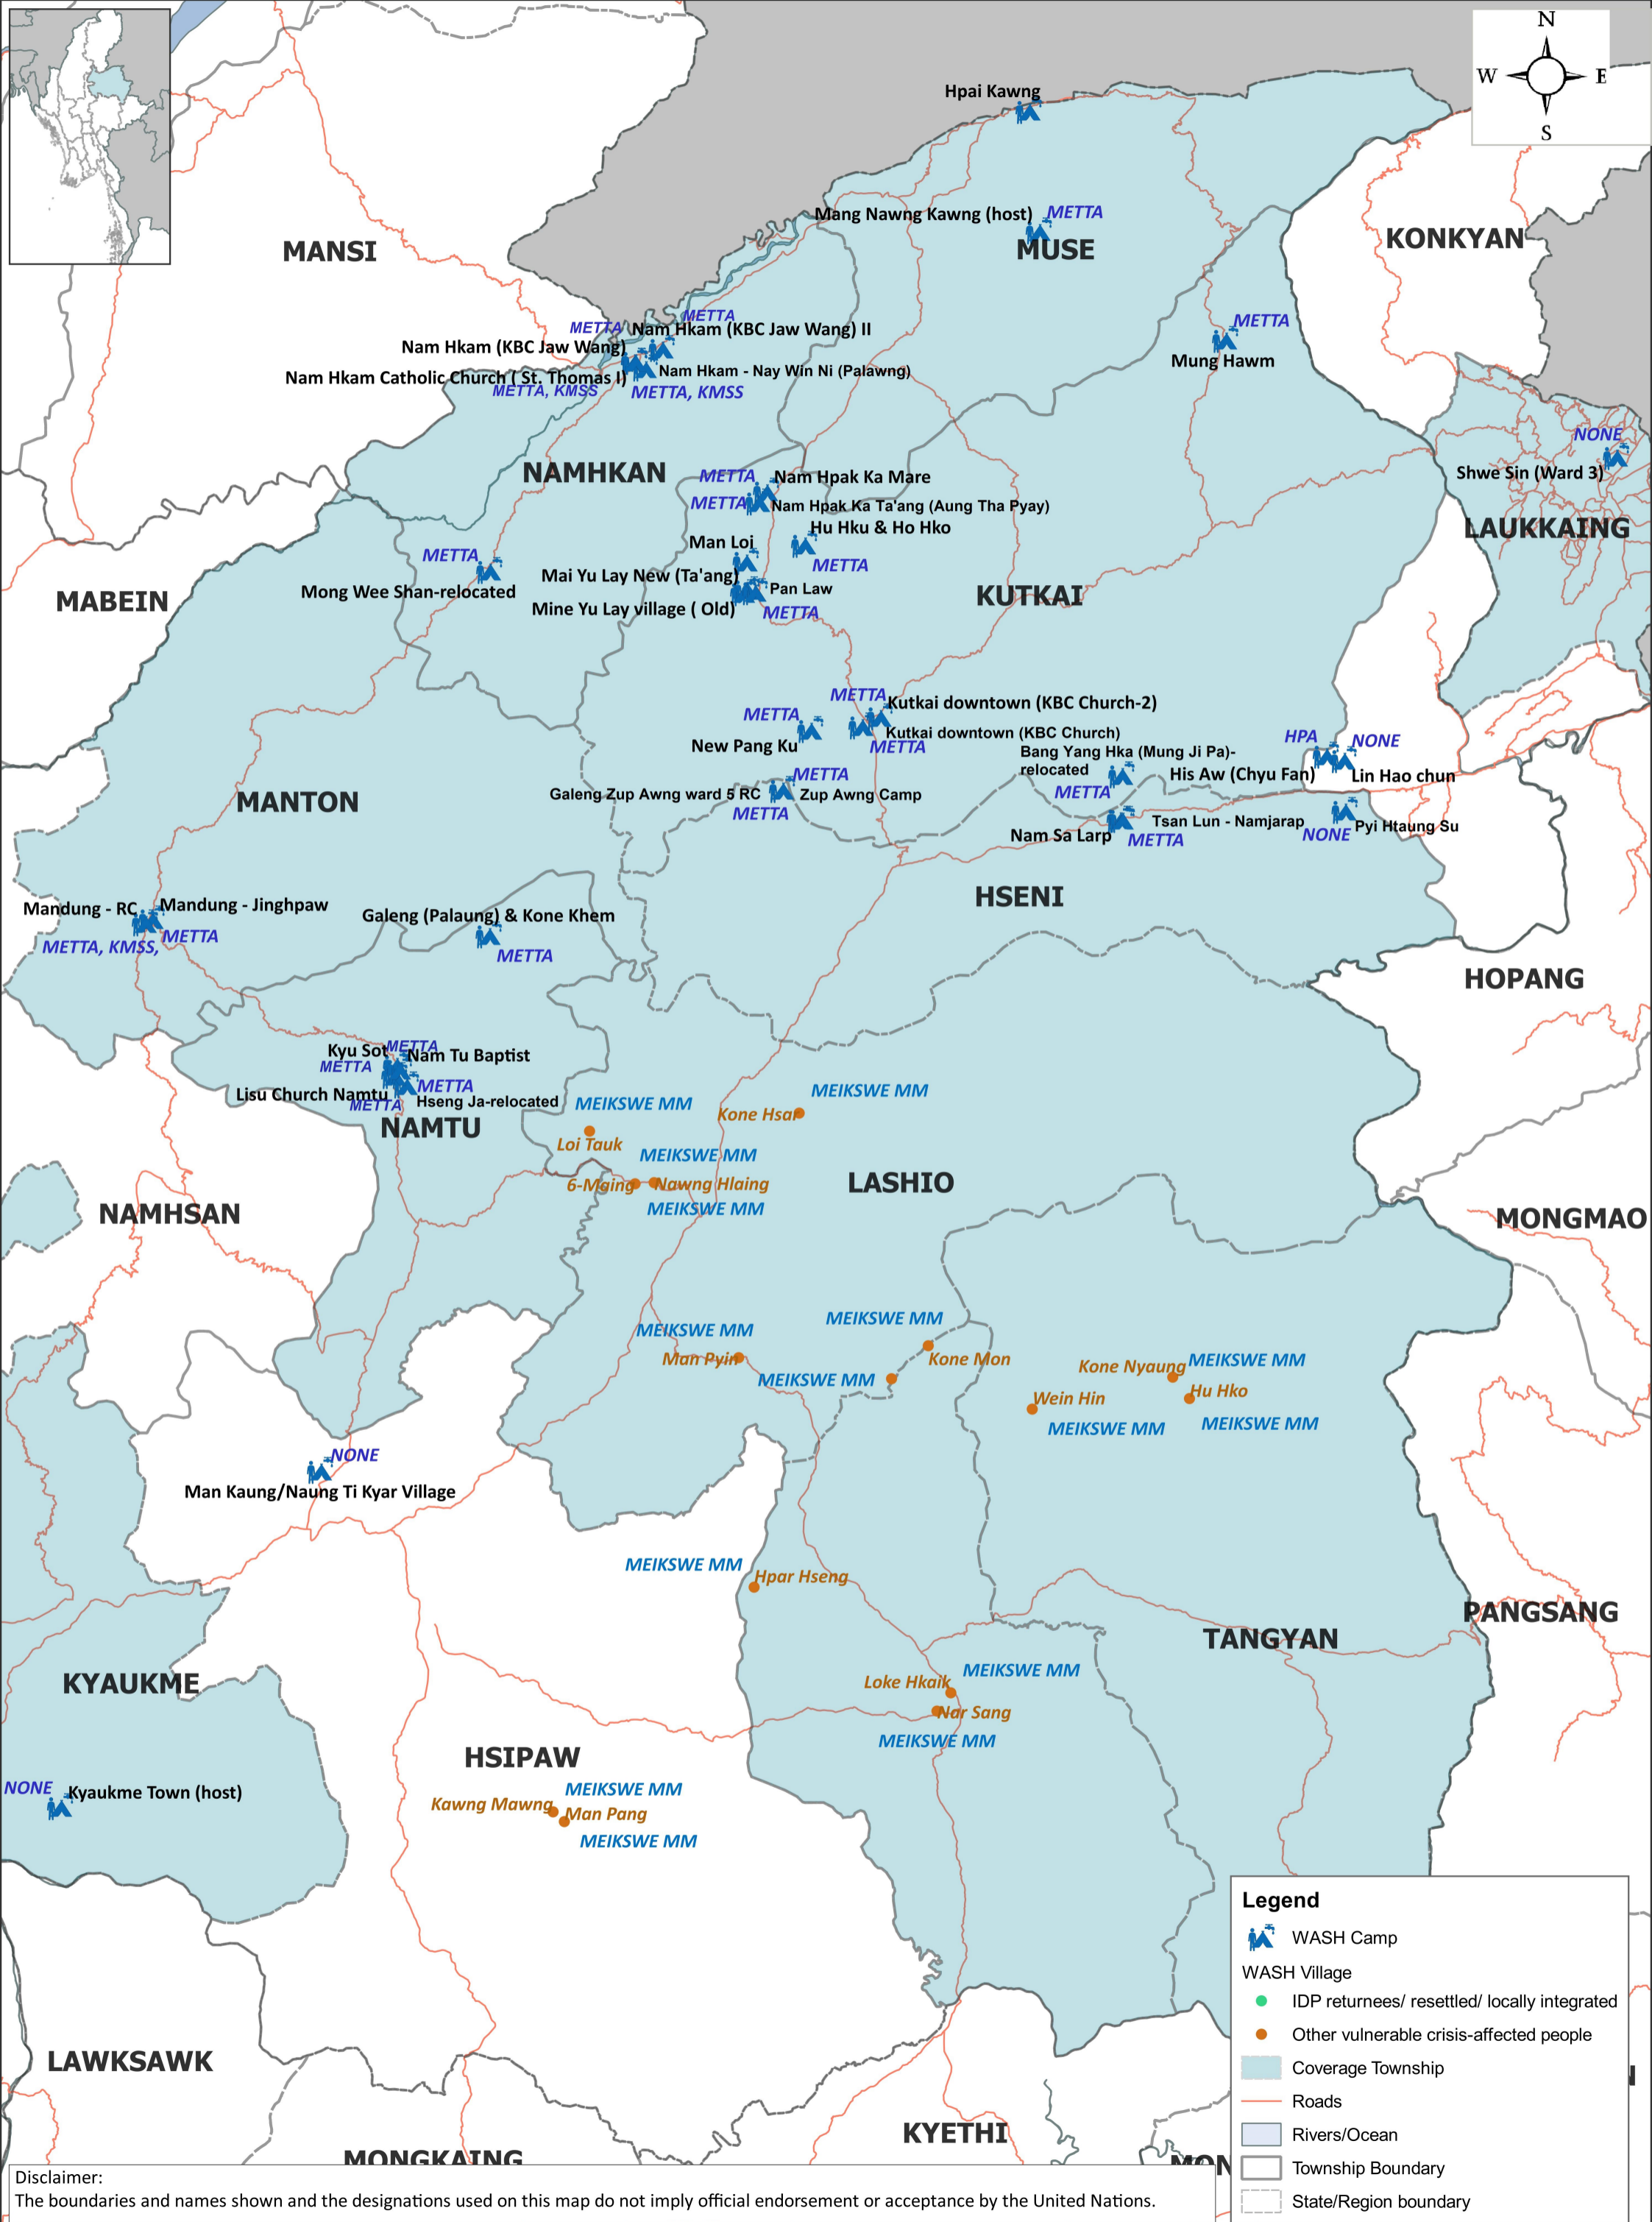 N
W E
S
Hpai Kawng
Mang Nawng Kawng (host) METTA
MUSE
KONKYAN
MANSI
METTA
METTA
Nam Hkam (KBC Jaw Wang) II
Nam Hkam (KBC Jaw Wang)
Nam Hkam Catholic Church ( St. Thomas I)
Nam Hkam - Nay Win Ni (Palawng)
METTA, KMSS
METTA, KMSS
METTA
Mung Hawm
NONE
Shwe Sin (Ward 3)
LAUKKAING
NAMHKAN
METTA
Nam Hpak Ka Mare
METTA
Nam Hpak Ka Ta'ang (Aung Tha Pyay)
Hu Hku & Ho Hko
METTA
Man Loi
Mai Yu Lay New (Ta'ang)
Pan Law
Mine Yu Lay village ( Old)
METTA
METTA
Mong Wee Shan-relocated
MABEIN
KUTKAI
METTA
Kutkai downtown (KBC Church-2)
METTA
New Pang Ku
Kutkai downtown (KBC Church)
METTA
Bang Yang Hka (Mung Ji Pa)-
relocated
METTA
HPA
NONE
His Aw (Chyu Fan)
Lin Hao chun
METTA
Galeng Zup Awng ward 5 RC
Zup Awng Camp
METTA
MANTON
Nam Sa Larp
Tsan Lun - Namjarap
METTA
NONE
Pyi Htaung Su
HSENI
Mandung - RC
Mandung - Jinghpaw
METTA, KMSS,
METTA
Galeng (Palaung) & Kone Khem
METTA
HOPANG
METTA
Kyu Sot
Nam Tu Baptist
METTA
METTA
Lisu Church Namtu
Hseng Ja-relocated
METTA
NAMTU
MEIKSWE MM
Loi Tauk
MEIKSWE MM
Kone Hsar
MEIKSWE MM
6-Maing
Nawng Hlaing
MEIKSWE MM
LASHIO
NAMHSAN
MONGMAO
MEIKSWE MM
Man Pyin
MEIKSWE MM
Kone Mon
MEIKSWE MM
Kone Nyaung
MEIKSWE MM
Hu Hko
MEIKSWE MM
Wein Hin
MEIKSWE MM
NONE
Man Kaung/Naung Ti Kyar Village
MEIKSWE MM
Hpar Hseng
PANGSANG
TANGYAN
KYAUKME
Loke Hkaik
MEIKSWE MM
Nar Sang
MEIKSWE MM
HSIPAW
NONE
Kyaukme Town (host)
MEIKSWE MM
Kawng Mawng
Man Pang
MEIKSWE MM
LAWKSAWK
KYETHI
MONGKAING
MON
Legend
WASH Camp
WASH Village
IDP returnees/ resettled/ locally integrated
Other vulnerable crisis-affected people
Coverage Township
Roads
Rivers/Ocean
Township Boundary
State/Region boundary
Disclaimer:
The boundaries and names shown and the designations used on this map do not imply official endorsement or acceptance by the United Nations.